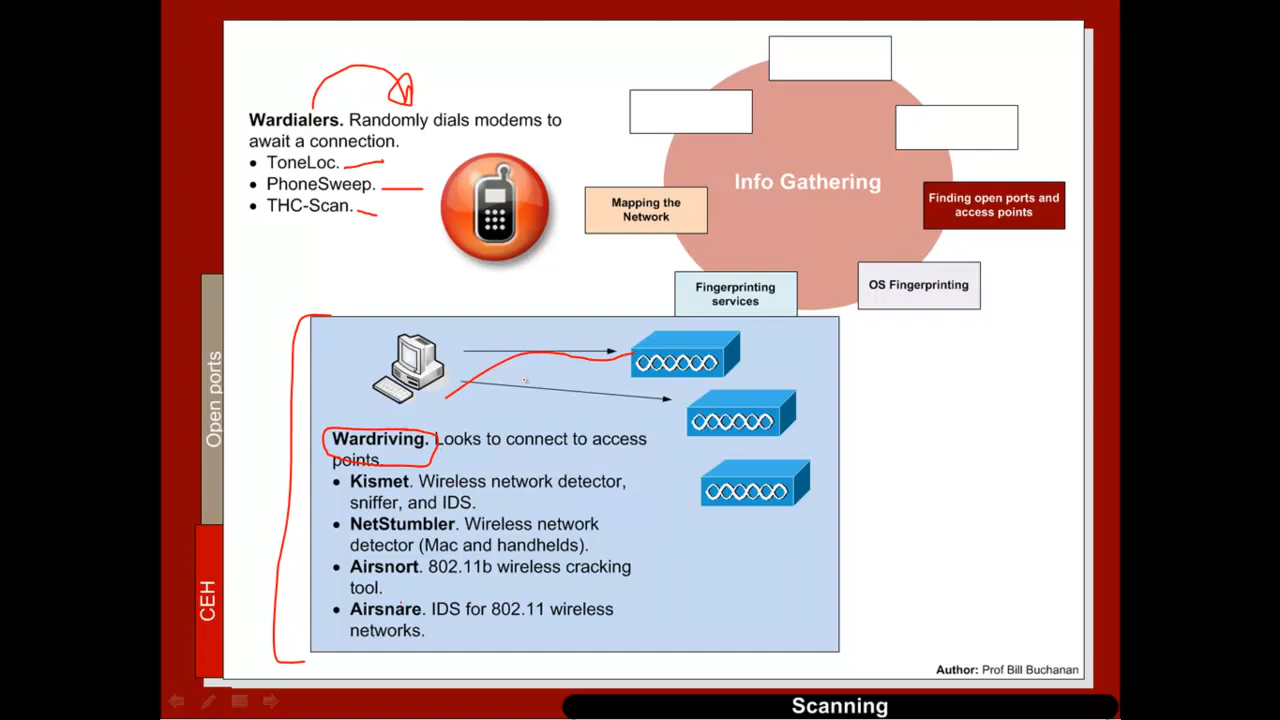 Wardialers. Randomly dials modems to
await a connection.
• ToneLoc.
• PhoneSweep.
• THC-Scan.
Info Gathering
Mapping the
Network
Finding open ports and
access points
Fingerprinting
services
OS Fingerprinting
Wardriving. Looks to connect to access
points.
• Kismet. Wireless network detector,
sniffer, and IDS.
• NetStumbler. Wireless network
detector (Mac and handhelds).
• Airsnort. 802.11b wireless cracking
tool.
• Airsnare. IDS for 802.11 wireless
networks.
Open ports
CEH
Author: Prof Bill Buchanan
Scanning